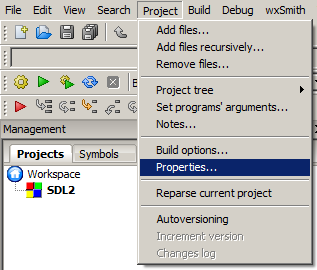 File Edit View Search Project Build Debug wxSmith
Add files...
Add files recursively...
Remove files...
Project tree
Set programs' arguments...
Notes...
Build options...
Properties...
Reparse current project
Autoversioning
Increment version
Changes log
Management
Projects Symbols
Workspace
SDL2